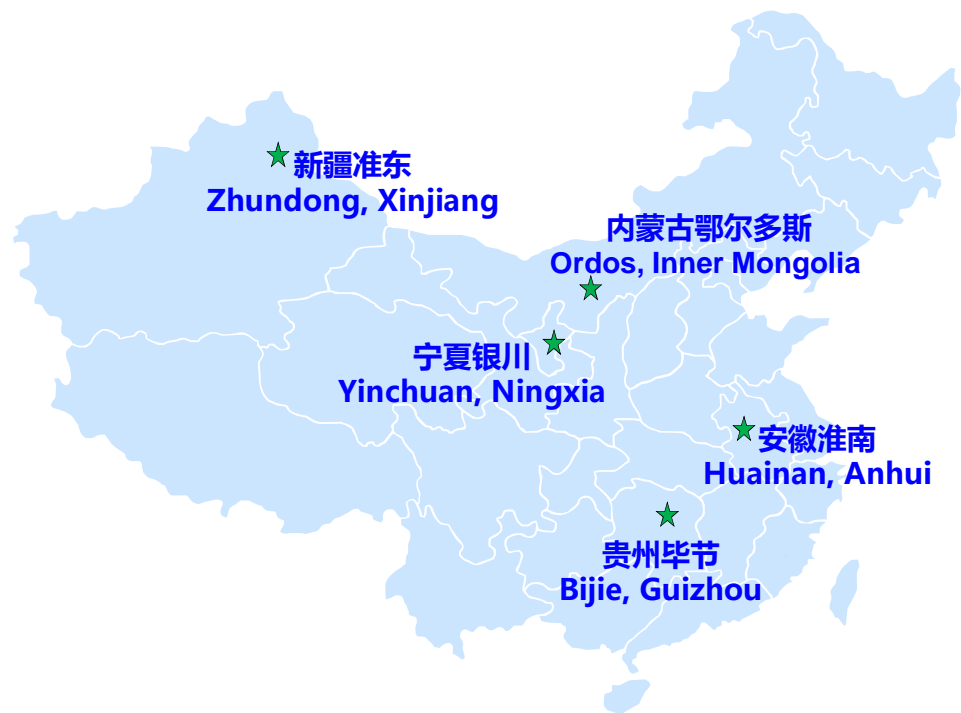 新疆准东
Zhundong, Xinjiang
内蒙古鄂尔多斯
Ordos, Inner Mongolia
宁夏银川
Yinchuan, Ningxia
安徽淮南
Huainan, Anhui
贵州毕节
Bijie, Guizhou